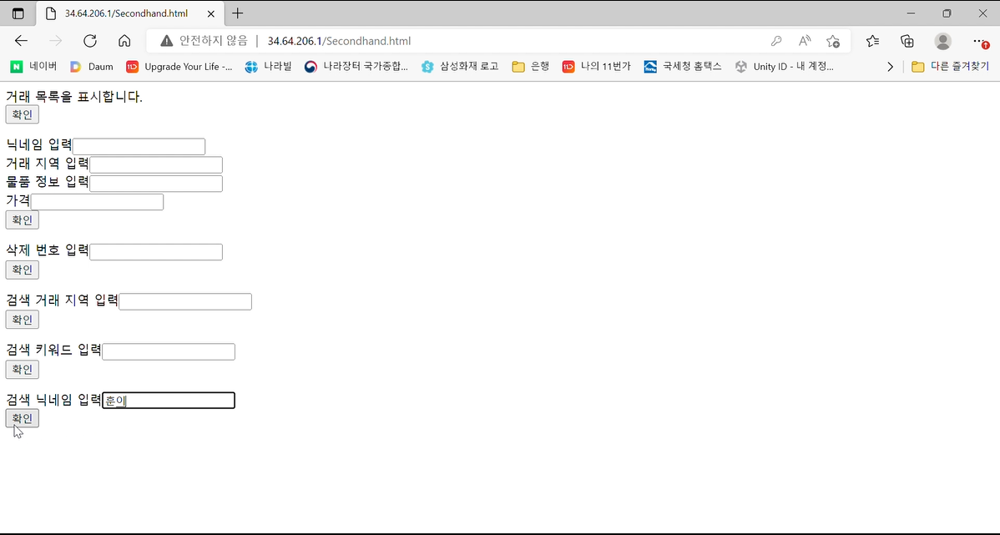 34.64.206.1/Secondhand.html
안전하지 않음 | 34.64.206.1/Secondhand.html
네이버 Daum Upgrade Your Life -... 나라빌 나라장터 국가종합... 삼성화재 로고 은행 나의 11번가 국세청 홈택스 Unity ID - 내 계정... 다른 즐겨찾기
거래 목록을 표시합니다.
확인
닉네임 입력
거래 지역 입력
물품 정보 입력
가격
확인
삭제 번호 입력
확인
검색 거래 지역 입력
확인
검색 키워드 입력
확인
검색 닉네임 입력 훈이
확인